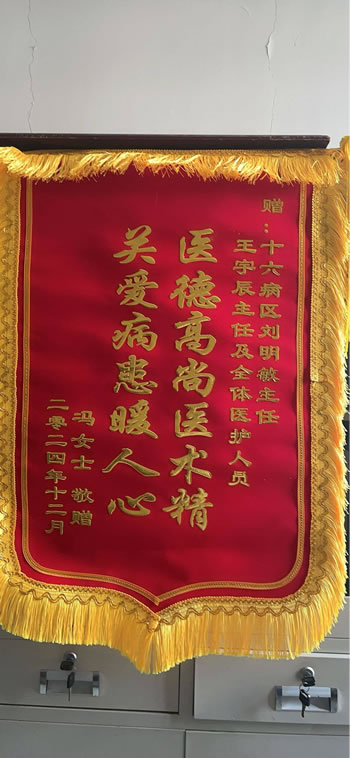 赠：十六病区刘明敏主任
王字辰主任及全体医护人员
医德高尚医术精
关爱病患暖人心
冯女士 敬赠
二零二四年十二月